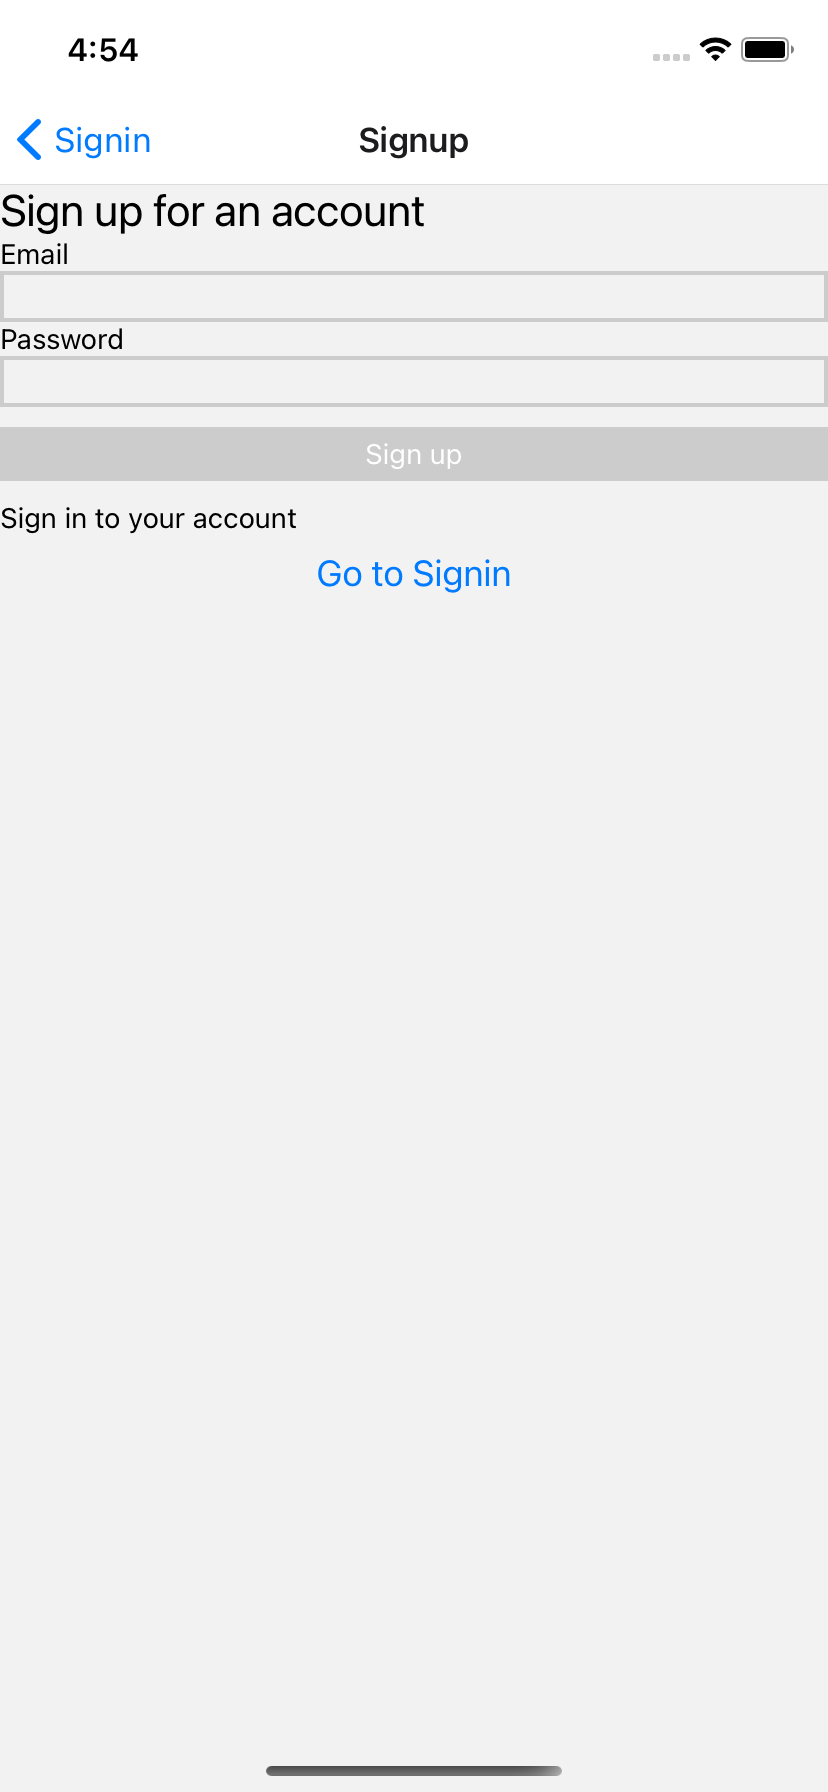 4:54
Signin
Signup
Sign up for an account
Email
Password
Sign up
Sign in to your account
Go to Signin